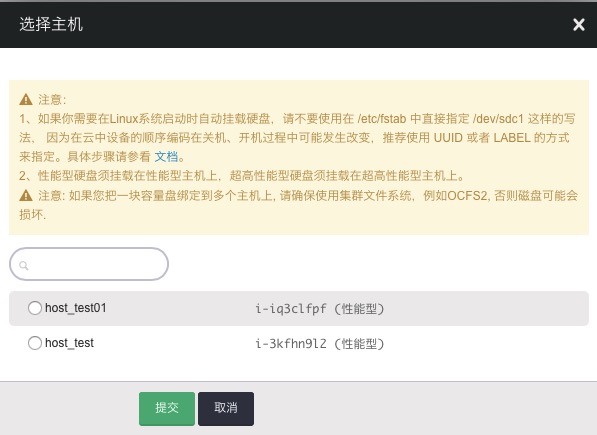 选择主机
注意：
1、如果你需要在Linux系统启动时自动挂载硬盘，请不要使用在 /etc/fstab 中直接指定 /dev/sdc1 这样的写
法， 因为在云中设备的顺序编码在关机、开机过程中可能发生改变，推荐使用 UUID 或者 LABEL 的方式
来指定。具体步骤请参看 文档。
2、性能型硬盘须挂载在性能型主机上，超高性能型硬盘须挂载在超高性能型主机上。
注意: 如果您把一块容量盘绑定到多个主机上, 请确保使用集群文件系统，例如OCFS2, 否则磁盘可能会
损坏.
host_test01 i-iq3clfpf (性能型)
host_test i-3kfhn9l2 (性能型)
提交 取消